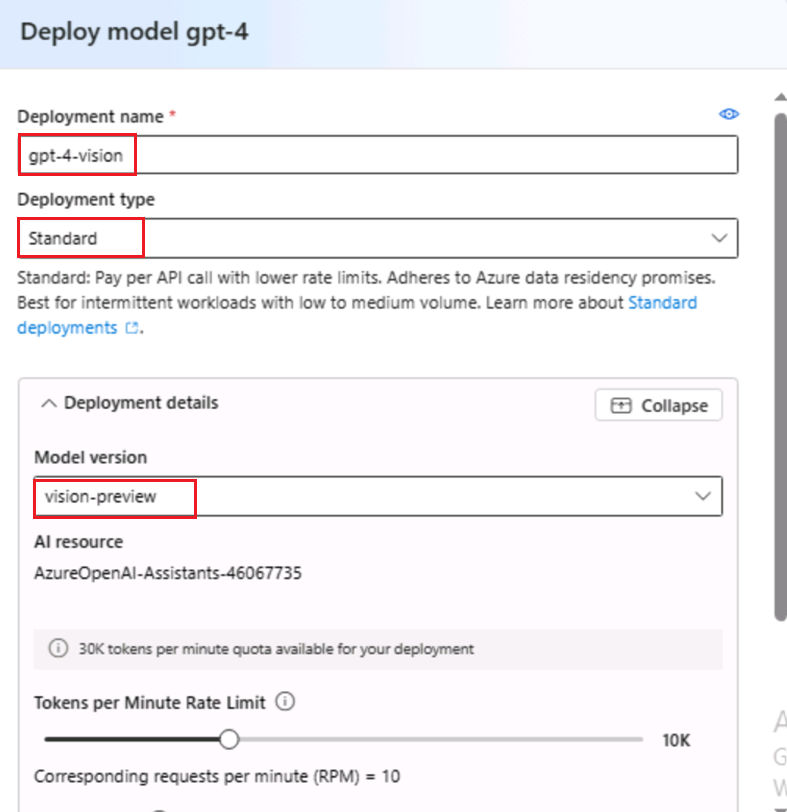 Deploy model gpt-4
Deployment name *
gpt-4-vision
Deployment type
Standard
Standard: Pay per API call with lower rate limits. Adheres to Azure data residency promises.
Best for intermittent workloads with low to medium volume. Learn more about Standard
deployments.
Deployment details
Collapse
Model version
vision-preview
AI resource
AzureOpenAI-Assistants-46067735
30K tokens per minute quota available for your deployment
Tokens per Minute Rate Limit
10K
Corresponding requests per minute (RPM) = 10